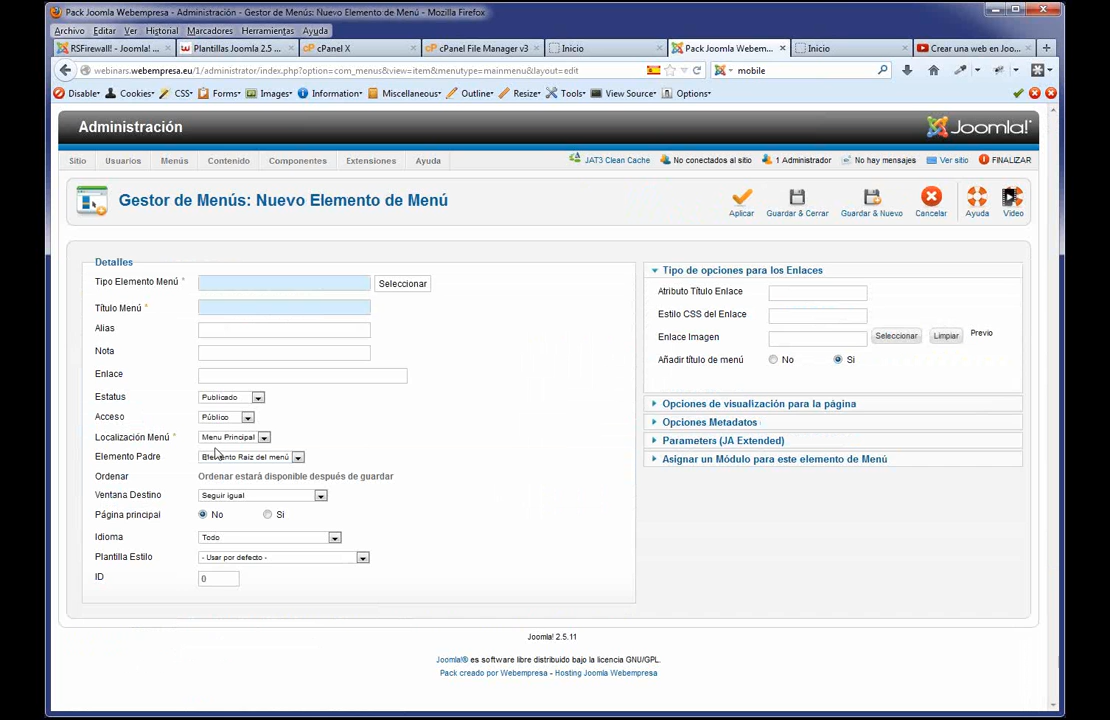 Pack Joomla Webempresa - Administración - Gestor de Menús: Nuevo Elemento de Menú - Mozilla Firefox
Archivo Editar Ver Historial Marcadores Herramientas Ayuda
RSFirewall! - Joomla! ... Plantillas Joomla 2.5 ... cPanel X cPanel File Manager v3 Inicio Pack Joomla Webem... Inicio Crear una web en Joo...
webinars.webempresa.eu/1/administrator/index.php?option=com_menus&view=item&menutype=mainmenu&layout=edit mobile
Disable Cookies CSS Forms Images Information Miscellaneous Outline Resize Tools View Source Options
Administración Joomla!
Sitio Usuarios Menús Contenido Componentes Extensiones Ayuda JAT3 Clean Cache No conectados al sitio 1 Administrador No hay mensajes Ver sitio FINALIZAR
Gestor de Menús: Nuevo Elemento de Menú
Aplicar Guardar & Cerrar Guardar & Nuevo Cancelar Ayuda Video
Detalles
Tipo Elemento Menú * Seleccionar
Título Menú *
Alias
Nota
Enlace
Estatus Publicado
Acceso Público
Localización Menú * Menu Principal
Elemento Padre Elemento Raiz del menú
Ordenar Ordenar estará disponible después de guardar
Ventana Destino Seguir igual
Página principal No Si
Idioma Todo
Plantilla Estilo - Usar por defecto -
ID 0
Tipo de opciones para los Enlaces
Atributo Título Enlace
Estilo CSS del Enlace
Enlace Imagen Seleccionar Limpiar Previo
Añadir título de menú No Si
Opciones de visualización para la página
Opciones Metadatos
Parameters (JA Extended)
Asignar un Módulo para este elemento de Menú
Joomla! 2.5.11
Joomla!® es software libre distribuido bajo la licencia GNU/GPL.
Pack creado por Webempresa - Hosting Joomla Webempresa